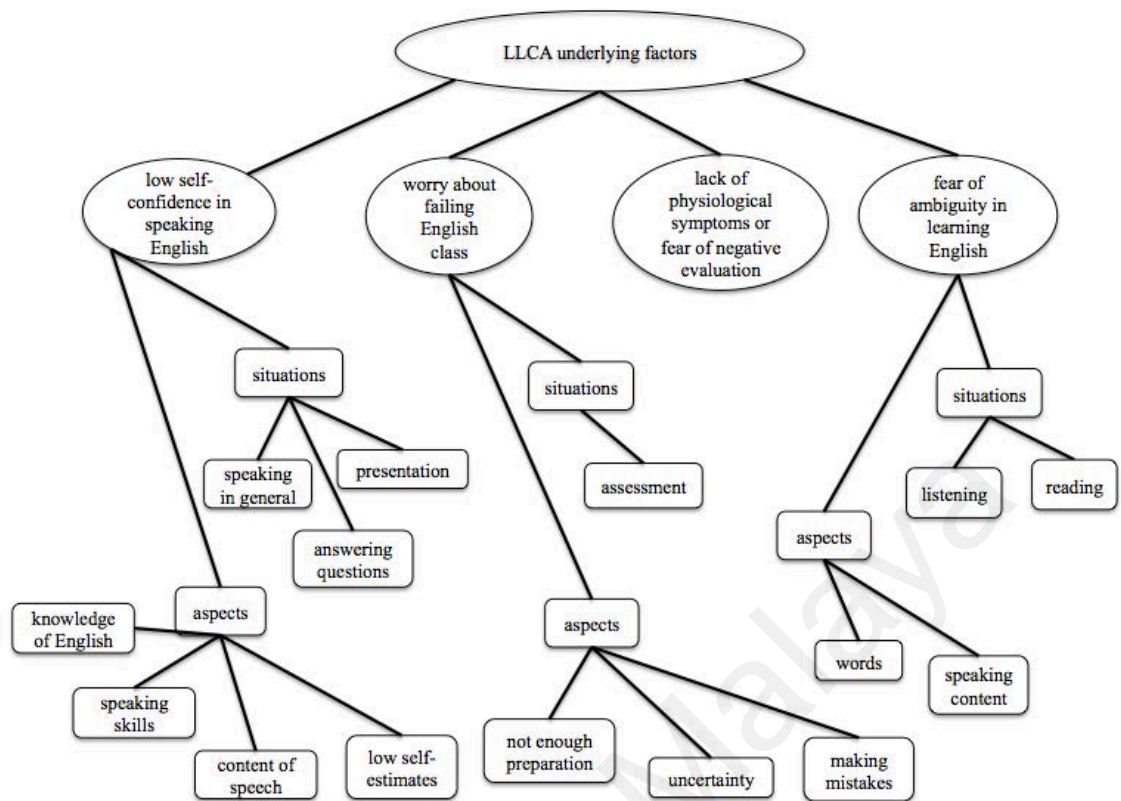 LLCA underlying factors
low self-
confidence in
speaking
English
worry about
failing
English
class
lack of
physiological
symptoms or
fear of negative
evaluation
fear of
ambiguity in
learning
English
situations
speaking
in general
presentation
answering
questions
aspects
knowledge
of English
speaking
skills
content of
speech
low self-
estimates
situations
assessment
aspects
not enough
preparation
uncertainty
making
mistakes
situations
listening
reading
aspects
words
speaking
content
Malaya